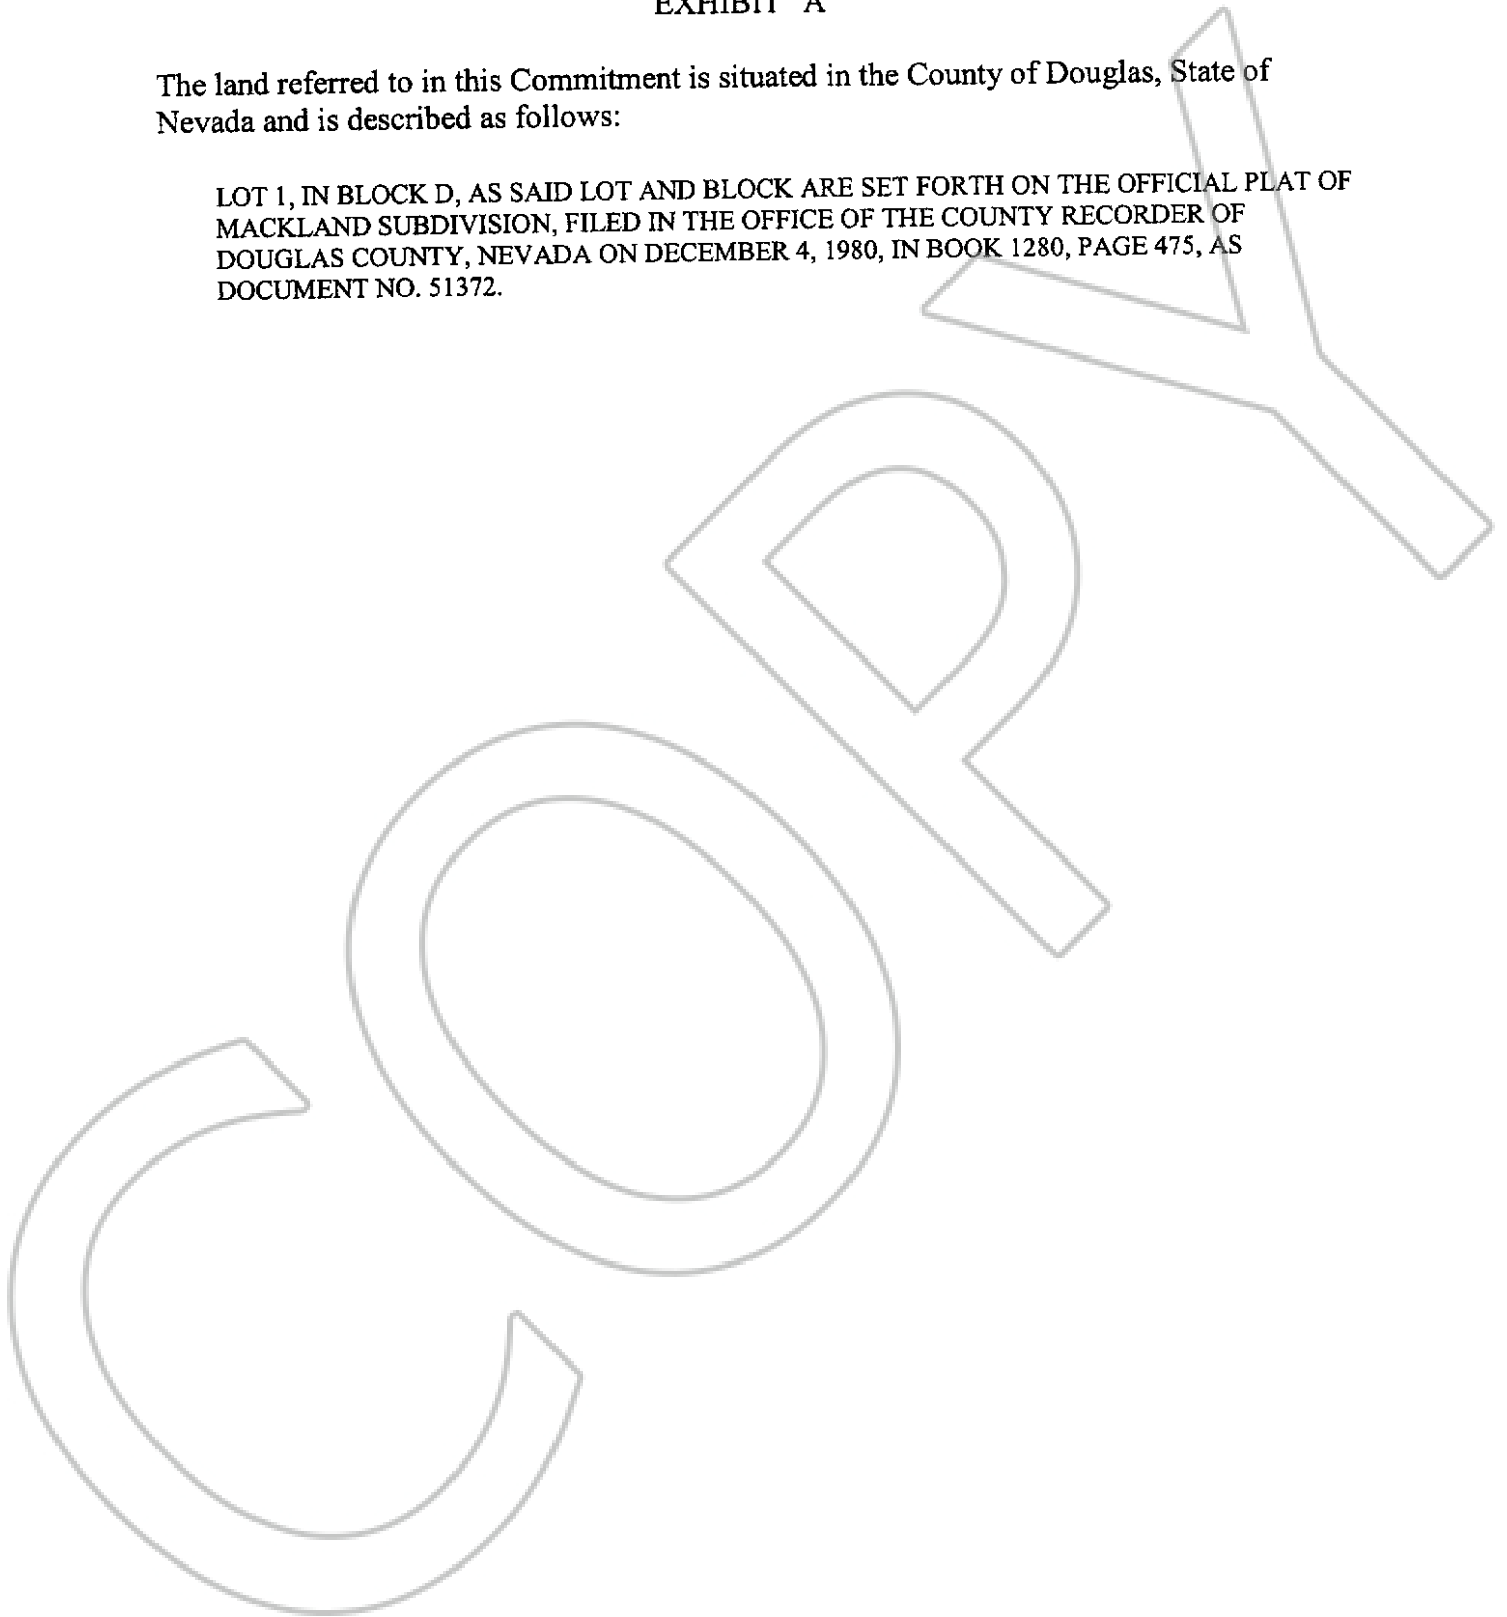 EXHIBIT "A"
The land referred to in this Commitment is situated in the County of Douglas, State of
Nevada and is described as follows:
LOT 1, IN BLOCK D, AS SAID LOT AND BLOCK ARE SET FORTH ON THE OFFICIAL PLAT OF
MACKLAND SUBDIVISION, FILED IN THE OFFICE OF THE COUNTY RECORDER OF
DOUGLAS COUNTY, NEVADA ON DECEMBER 4, 1980, IN BOOK 1280, PAGE 475, AS
DOCUMENT NO. 51372.
COPY